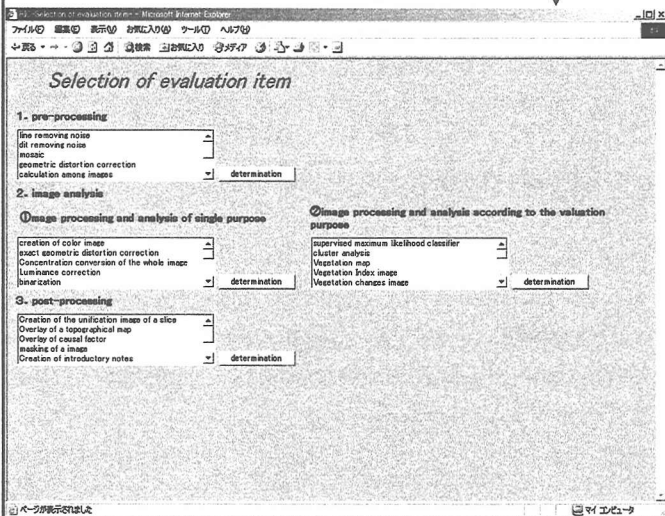 Selection of evaluation item - Microsoft Internet Explorer
ファイル(F) 編集(E) 表示(V) お気に入り(A) ツール(T) ヘルプ(H)
戻る 検索 お気に入り メディア
Selection of evaluation item
1. pre-processing
line removing noise
dit removing noise
mosaic
geometric distortion correction
calculation among images
determination
2. image analysis
①image processing and analysis of single purpose
②image processing and analysis according to the valuation
purpose
creation of color image
exact geometric distortion correction
Concentration conversion of the whole image
Luminance correction
binarization
determination
supervised maximum likelihood classifier
cluster analysis
Vegetation map
Vegetation Index image
Vegetation changes image
determination
3. post-processing
Creation of the unification image of a slice
Overlay of a topographical map
Overlay of causal factor
masking of a image
Creation of introductory notes
determination
ページが表示されました
マイ コンピュータ